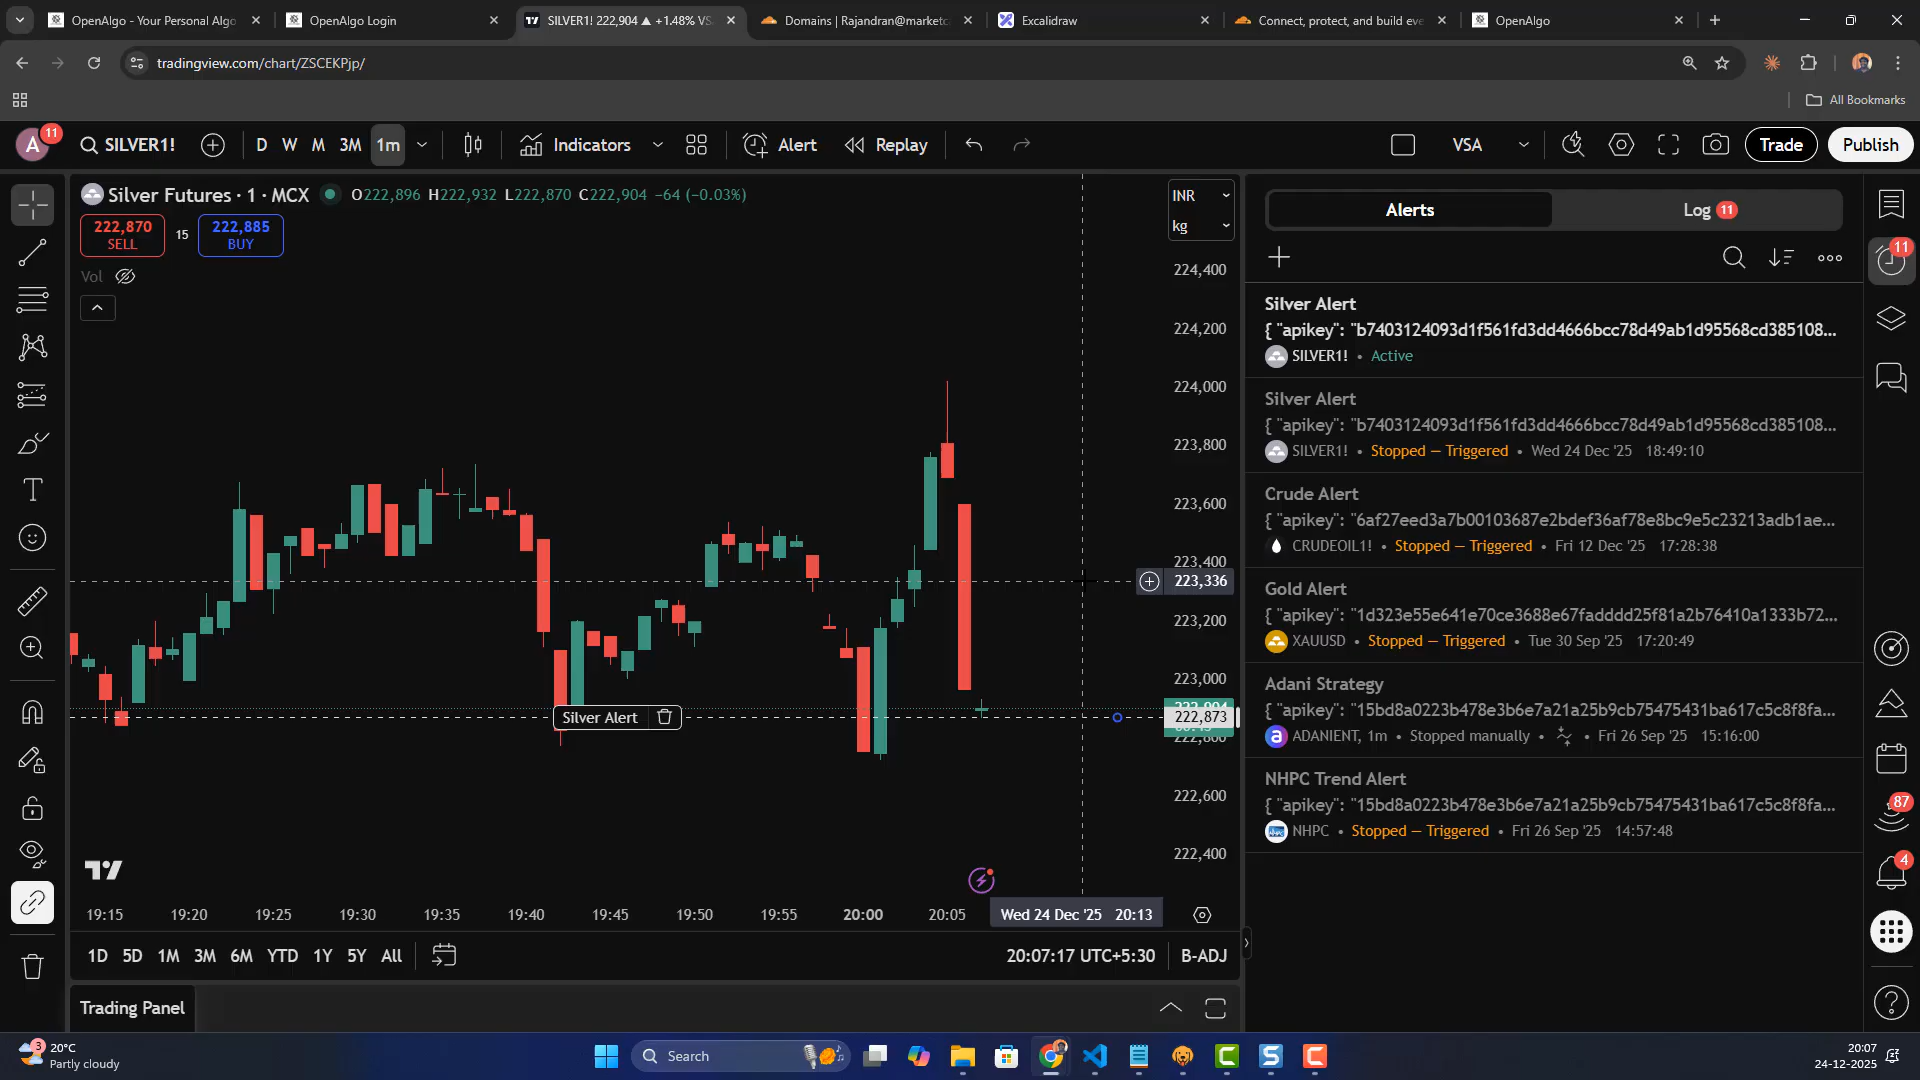 OpenAlgo - Your Personal Algo
OpenAlgo Login
SILVER1! 222,904 ▲ +1.48% VS
Domains | Rajandran@marketc
Excalidraw
Connect, protect, and build eve
OpenAlgo
tradingview.com/chart/ZSCEKPjp/
All Bookmarks
A 11
SILVER1!
D W M 3M 1m
Indicators
Alert
Replay
VSA
Trade
Publish
Silver Futures · 1 · MCX
O222,896 H222,932 L222,870 C222,904 −64 (−0.03%)
INR
kg
222,870
SELL
15
222,885
BUY
Vol
224,400
224,200
224,000
223,800
223,600
223,400
223,336
223,200
223,000
222,873
222,800
222,600
222,400
Silver Alert
19:15 19:20 19:25 19:30 19:35 19:40 19:45 19:50 19:55 20:00 20:05
Wed 24 Dec '25 20:13
1D 5D 1M 3M 6M YTD 1Y 5Y All
20:07:17 UTC+5:30
B-ADJ
Trading Panel
Alerts
Log 11
Silver Alert
{ "apikey": "b7403124093d1f561fd3dd4666bcc78d49ab1d95568cd385108...
SILVER1! • Active
Silver Alert
{ "apikey": "b7403124093d1f561fd3dd4666bcc78d49ab1d95568cd385108...
SILVER1! • Stopped — Triggered • Wed 24 Dec '25 18:49:10
Crude Alert
{ "apikey": "6af27eed3a7b00103687e2bdef36af78e8bc9e5c23213adb1ae...
CRUDEOIL1! • Stopped — Triggered • Fri 12 Dec '25 17:28:38
Gold Alert
{ "apikey": "1d323e55e641e70ce3688e67fadddd25f81a2b76410a1333b72...
XAUUSD • Stopped — Triggered • Tue 30 Sep '25 17:20:49
Adani Strategy
{ "apikey": "15bd8a0223b478e3b6e7a21a25b9cb75475431ba617c5c8f8fa...
ADANIENT, 1m • Stopped manually • • Fri 26 Sep '25 15:16:00
NHPC Trend Alert
{ "apikey": "15bd8a0223b478e3b6e7a21a25b9cb75475431ba617c5c8f8fa...
NHPC • Stopped — Triggered • Fri 26 Sep '25 14:57:48
11
87
4
3
20°C
Partly cloudy
Search
20:07
24-12-2025